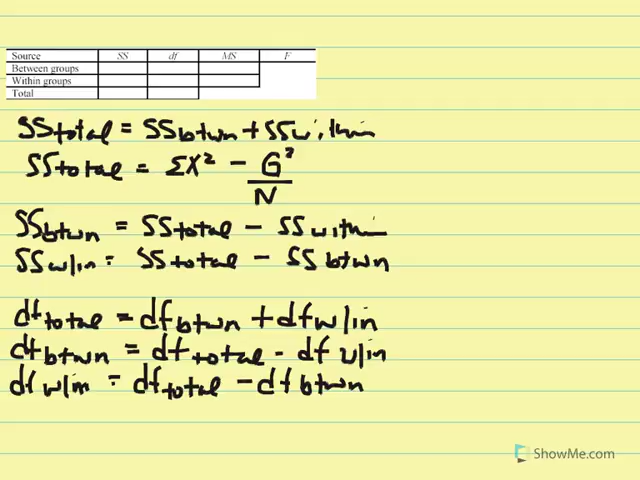 Source SS df MS F
Between groups
Within groups
Total
SStotal = SSbtwn + SSwithin
SStotal = ΣX² - G²
N
SSbtwn = SStotal - SSwithin
SSw/in = SStotal - SSbtwn
dftotal = dfbtwn + dfw/in
dfbtwn = dftotal - dfw/in
dfw/in = dftotal - dfbtwn
ShowMe.com